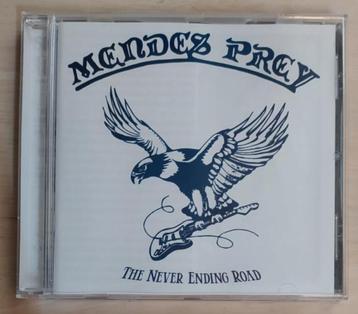 MENDES PREY
THE NEVER ENDING ROAD